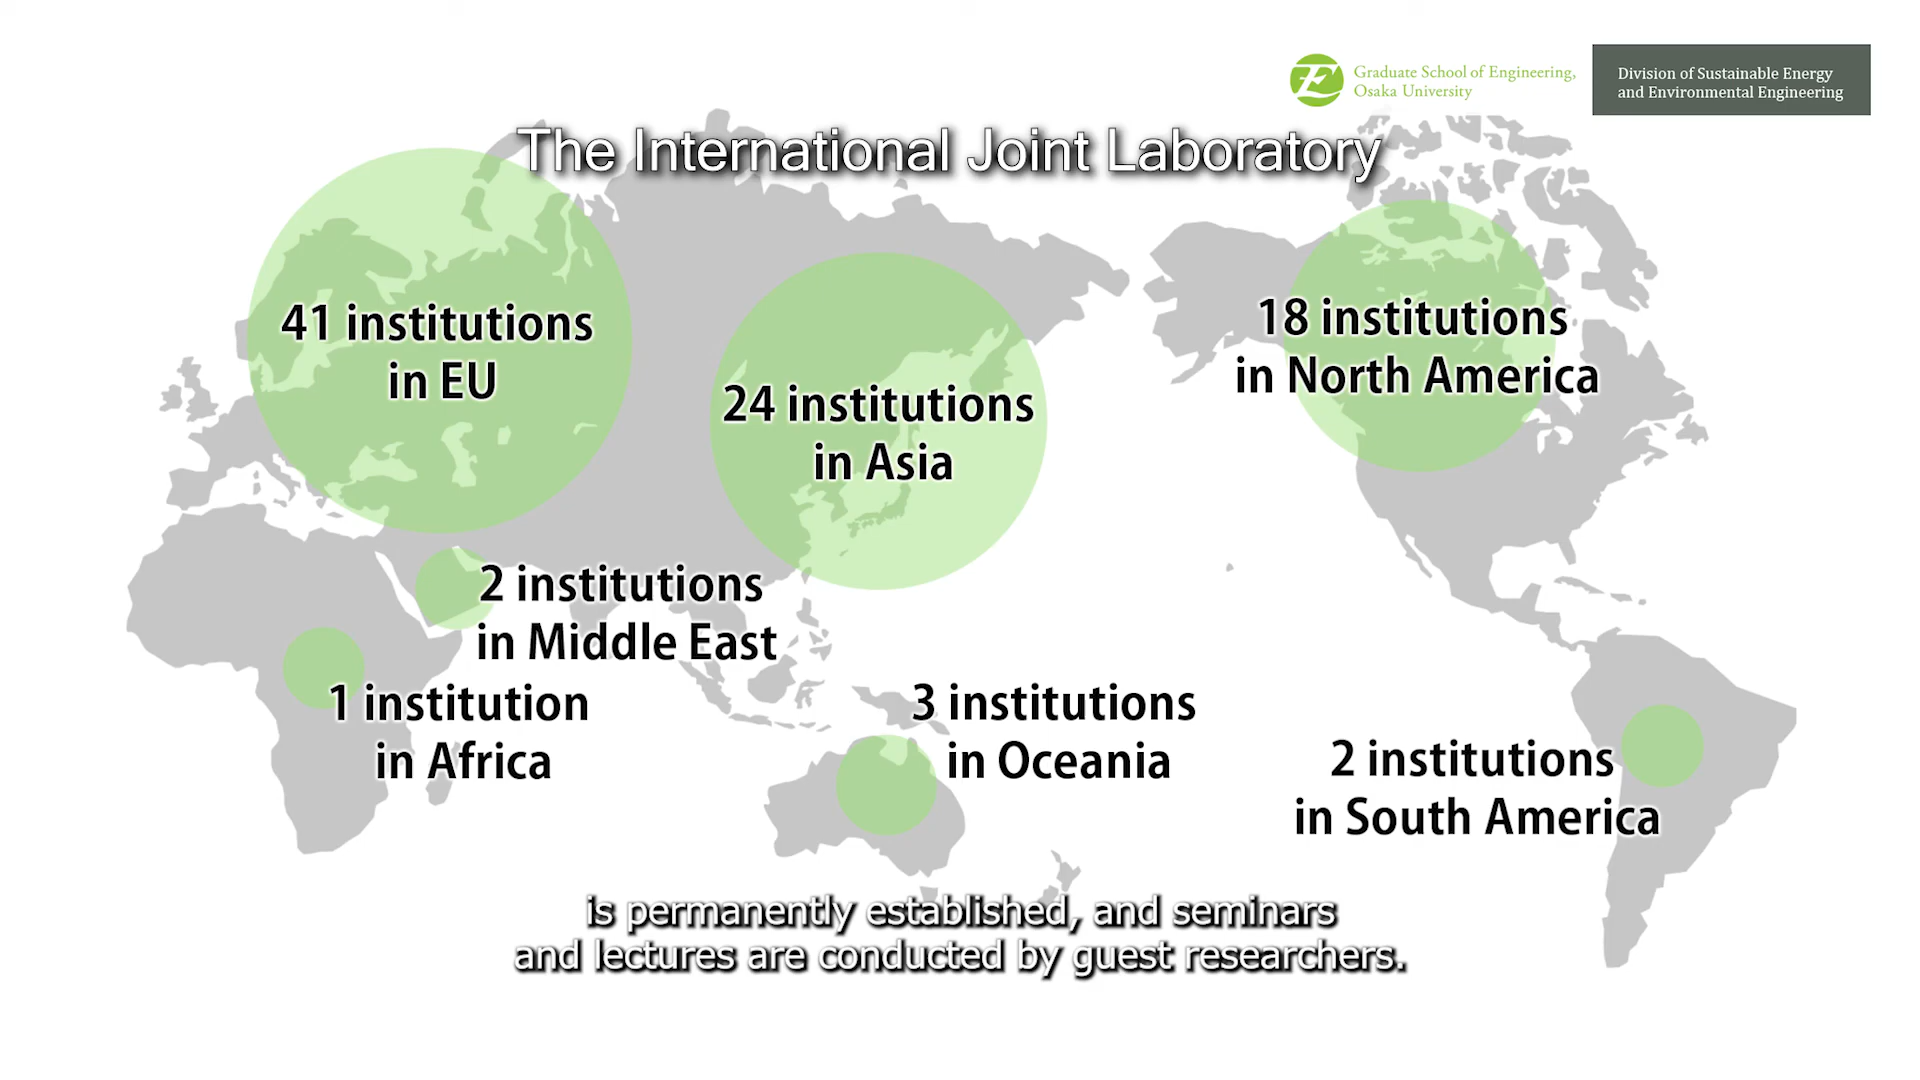 Graduate School of Engineering,
Osaka University
Division of Sustainable Energy
and Environmental Engineering
The International Joint Laboratory
41 institutions
in EU
24 institutions
in Asia
18 institutions
in North America
2 institutions
in Middle East
1 institution
in Africa
3 institutions
in Oceania
2 institutions
in South America
is permanently established, and seminars
and lectures are conducted by guest researchers.